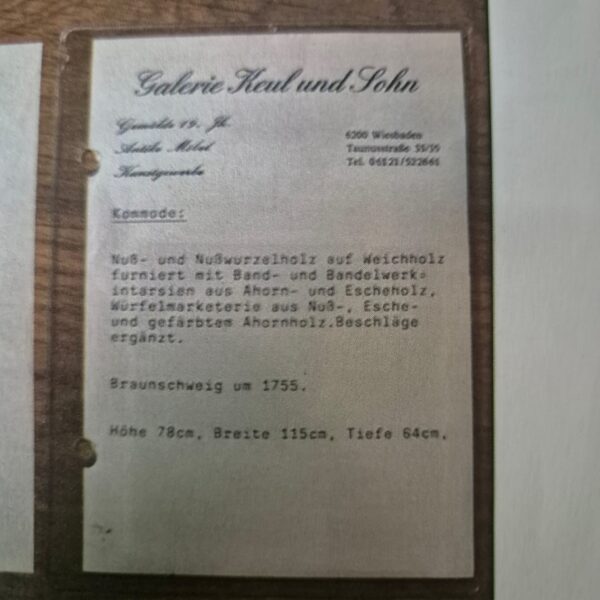 Galerie Keul und Sohn
Gemälde 19. Jh.
Antike Möbel
Kunstgewerbe
6200 Wiesbaden
Taunusstraße
Tel. 06121/522661
Kommode:
Nuß- und Nußwurzelholz auf Weichholz
furniert mit Band- und Bandelwerk=
intarsien aus Ahorn- und Escheholz,
Würfelmarketerie aus Nuß-, Esche-
und gefärbtem Ahornholz.Beschläge
ergänzt.
Braunschweig um 1755.
Höhe 78cm, Breite 115cm, Tiefe 64cm.